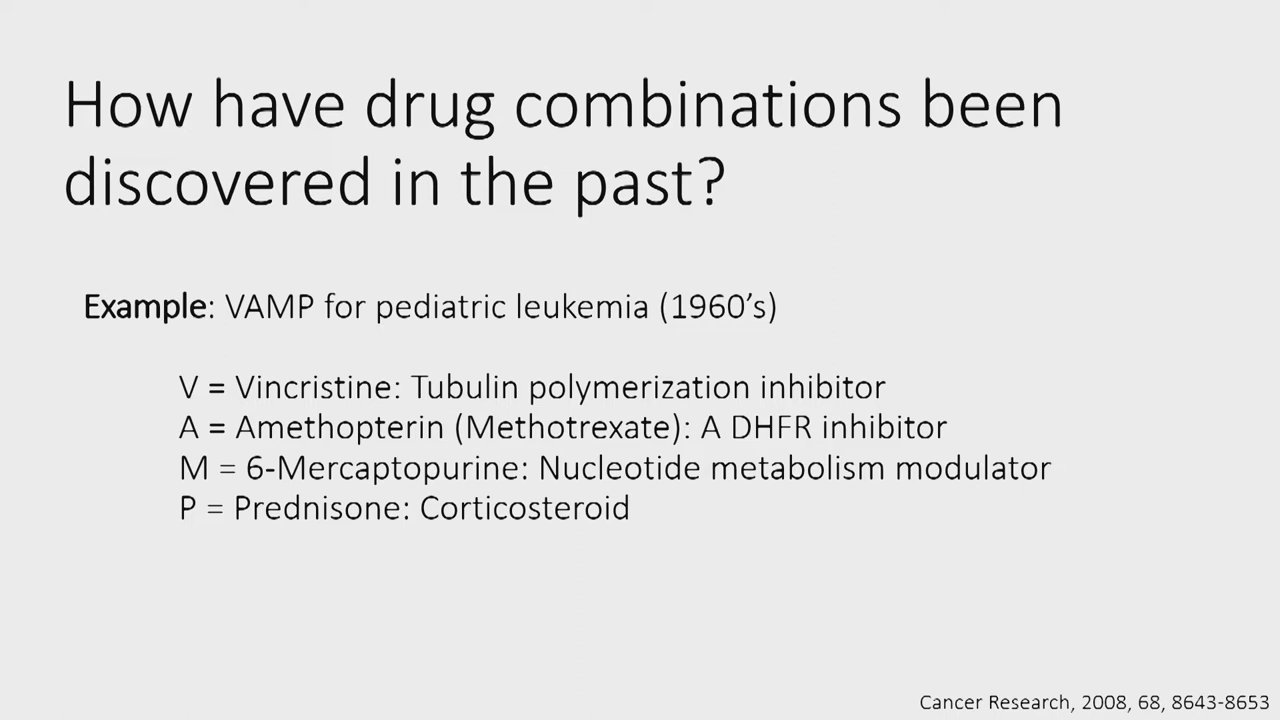 How have drug combinations been
discovered in the past?
Example: VAMP for pediatric leukemia (1960’s)
V = Vincristine: Tubulin polymerization inhibitor
A = Amethopterin (Methotrexate): A DHFR inhibitor
M = 6-Mercaptopurine: Nucleotide metabolism modulator
P = Prednisone: Corticosteroid
Cancer Research, 2008, 68, 8643-8653